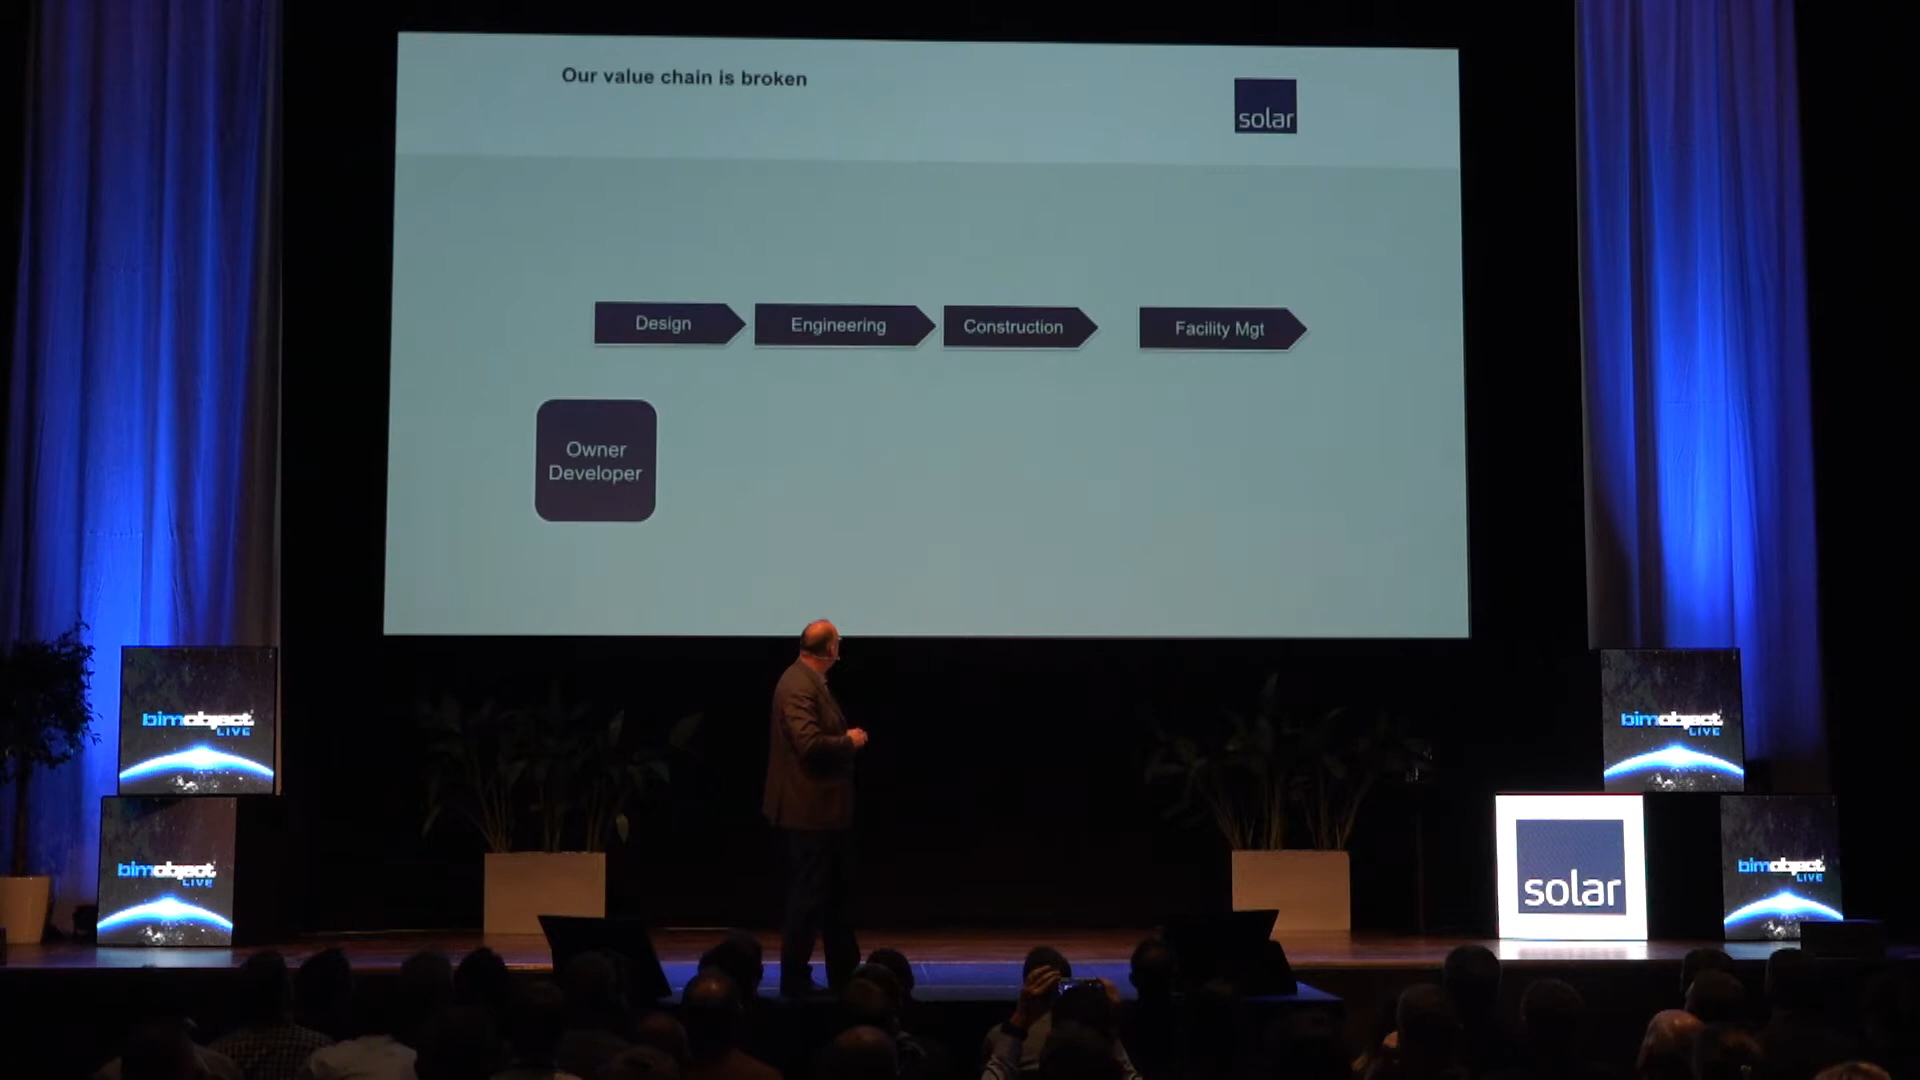 Our value chain is broken
solar
Design
Engineering
Construction
Facility Mgt
Owner
Developer
bimobject
LIVE
bimobject
LIVE
bimobject
LIVE
solar
bimobject
LIVE